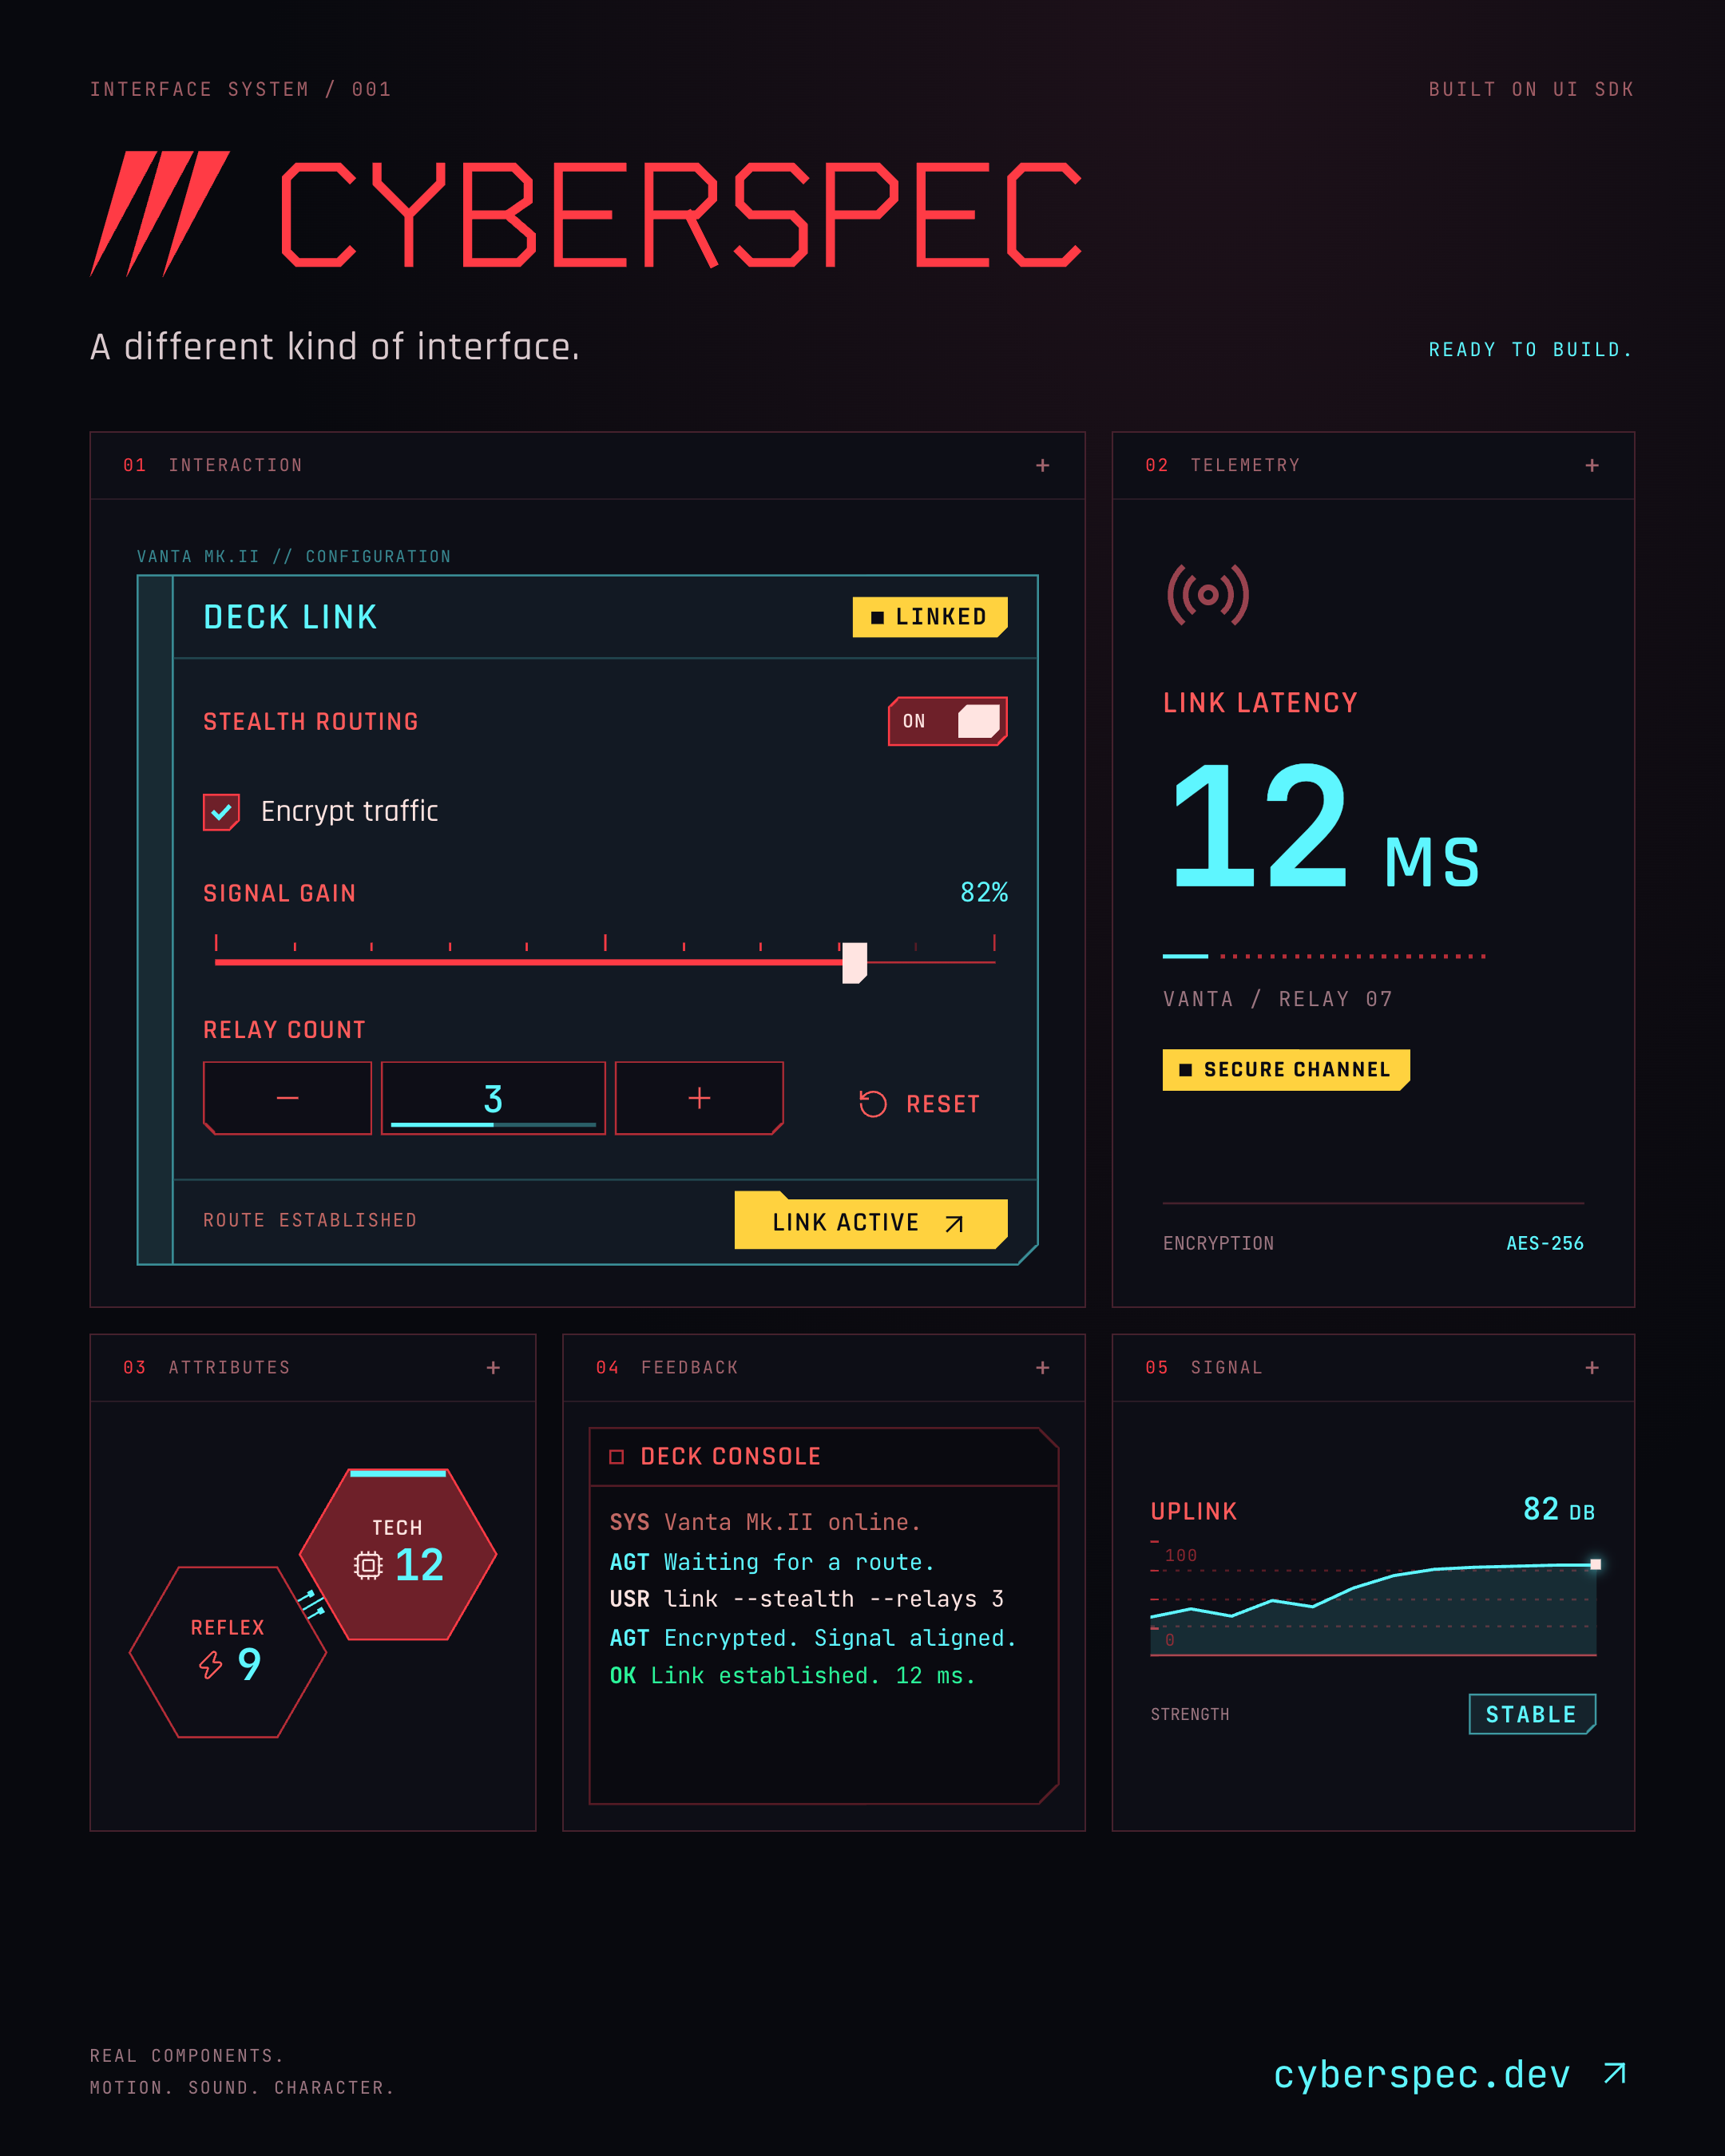 INTERFACE SYSTEM / 001
BUILT ON UI SDK
CYBERSPEC
A different kind of interface.
READY TO BUILD.
01 INTERACTION +
VANTA MK.II // CONFIGURATION
DECK LINK
LINKED
STEALTH ROUTING
ON
Encrypt traffic
SIGNAL GAIN
82%
RELAY COUNT
− 3 +
RESET
ROUTE ESTABLISHED
LINK ACTIVE
02 TELEMETRY +
LINK LATENCY
12 MS
VANTA / RELAY 07
SECURE CHANNEL
ENCRYPTION
AES-256
03 ATTRIBUTES +
TECH
12
REFLEX
9
04 FEEDBACK +
DECK CONSOLE
SYS Vanta Mk.II online.
AGT Waiting for a route.
USR link --stealth --relays 3
AGT Encrypted. Signal aligned.
OK Link established. 12 ms.
05 SIGNAL +
UPLINK
82 DB
100
0
STRENGTH
STABLE
REAL COMPONENTS.
MOTION. SOUND. CHARACTER.
cyberspec.dev